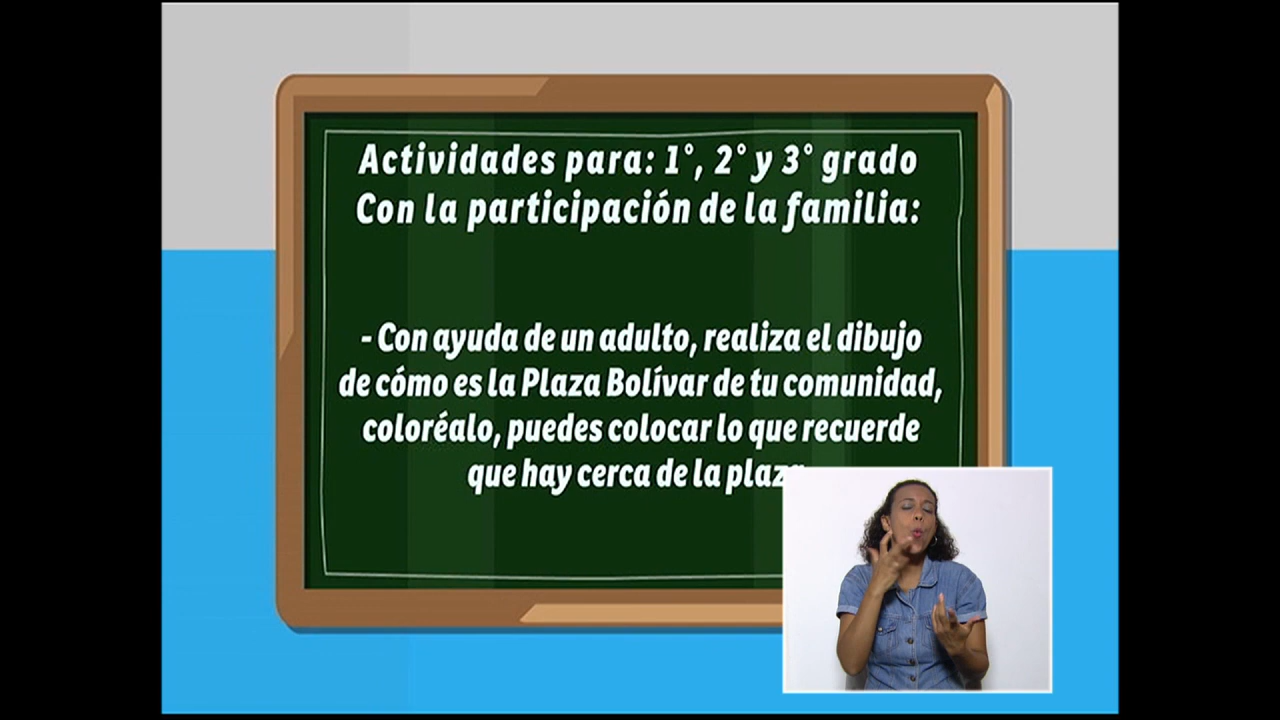 Actividades para: 1°, 2° y 3° grado
Con la participación de la familia:
- Con ayuda de un adulto, realiza el dibujo
de cómo es la Plaza Bolívar de tu comunidad,
coloréalo, puedes colocar lo que recuerde
que hay cerca de la plaza